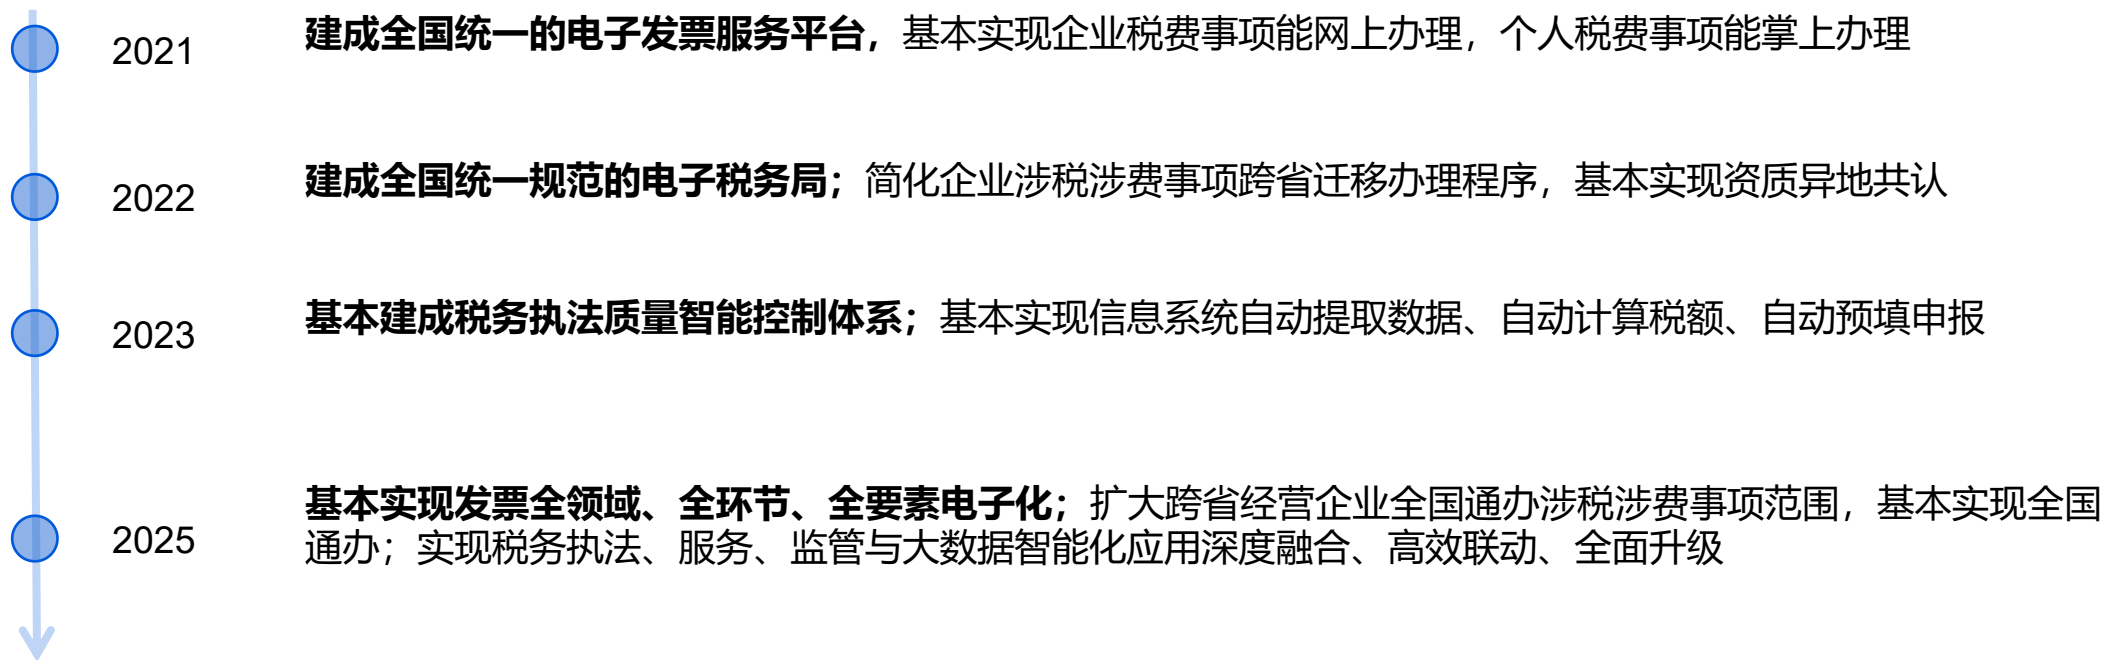 2021
建成全国统一的电子发票服务平台，基本实现企业税费事项能网上办理，个人税费事项能掌上办理
2022
建成全国统一规范的电子税务局；简化企业涉税涉费事项跨省迁移办理程序，基本实现资质异地共认
2023
基本建成税务执法质量智能控制体系；基本实现信息系统自动提取数据、自动计算税额、自动预填申报
2025
基本实现发票全领域、全环节、全要素电子化；扩大跨省经营企业全国通办涉税涉费事项范围，基本实现全国
通办；实现税务执法、服务、监管与大数据智能化应用深度融合、高效联动、全面升级